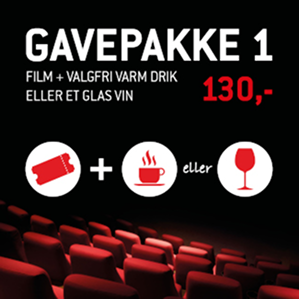 GAVEPAKKE 1
FILM + VALGFRI VARM DRIK
ELLER ET GLAS VIN
130,-
+ eller